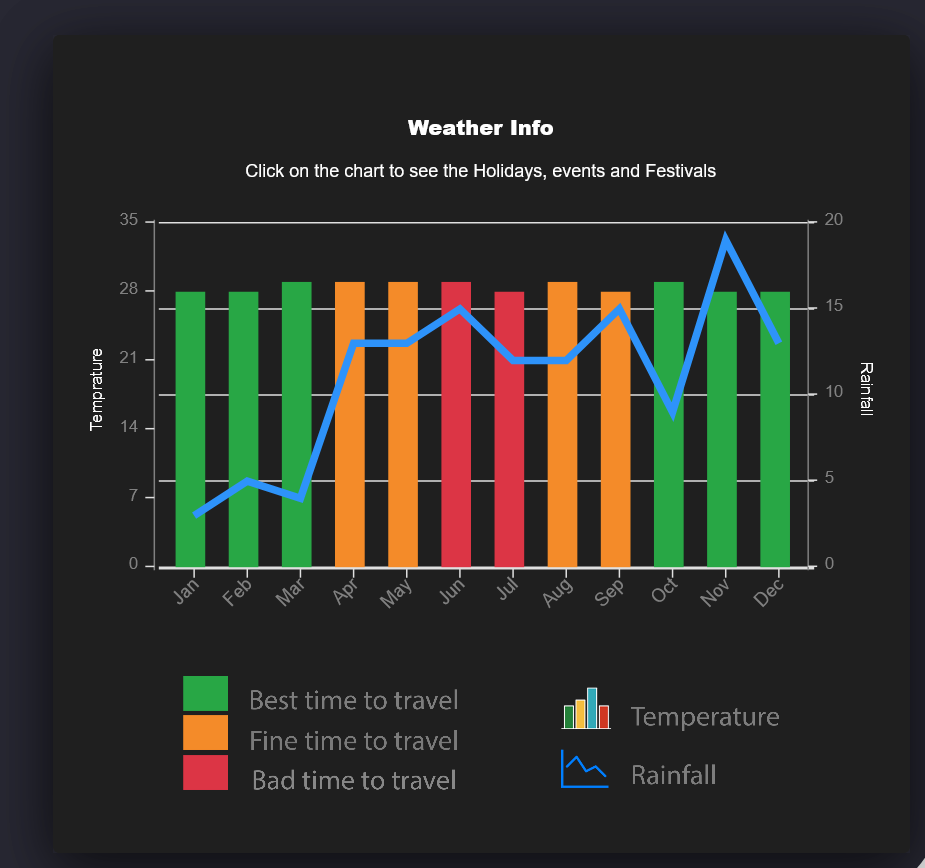 Weather Info
Click on the chart to see the Holidays, events and Festivals
35
28
21
14
7
0
Temprature
20
15
10
5
0
Rainfall
Jan Feb Mar Apr May Jun Jul Aug Sep Oct Nov Dec
Best time to travel
Fine time to travel
Bad time to travel
Temperature
Rainfall